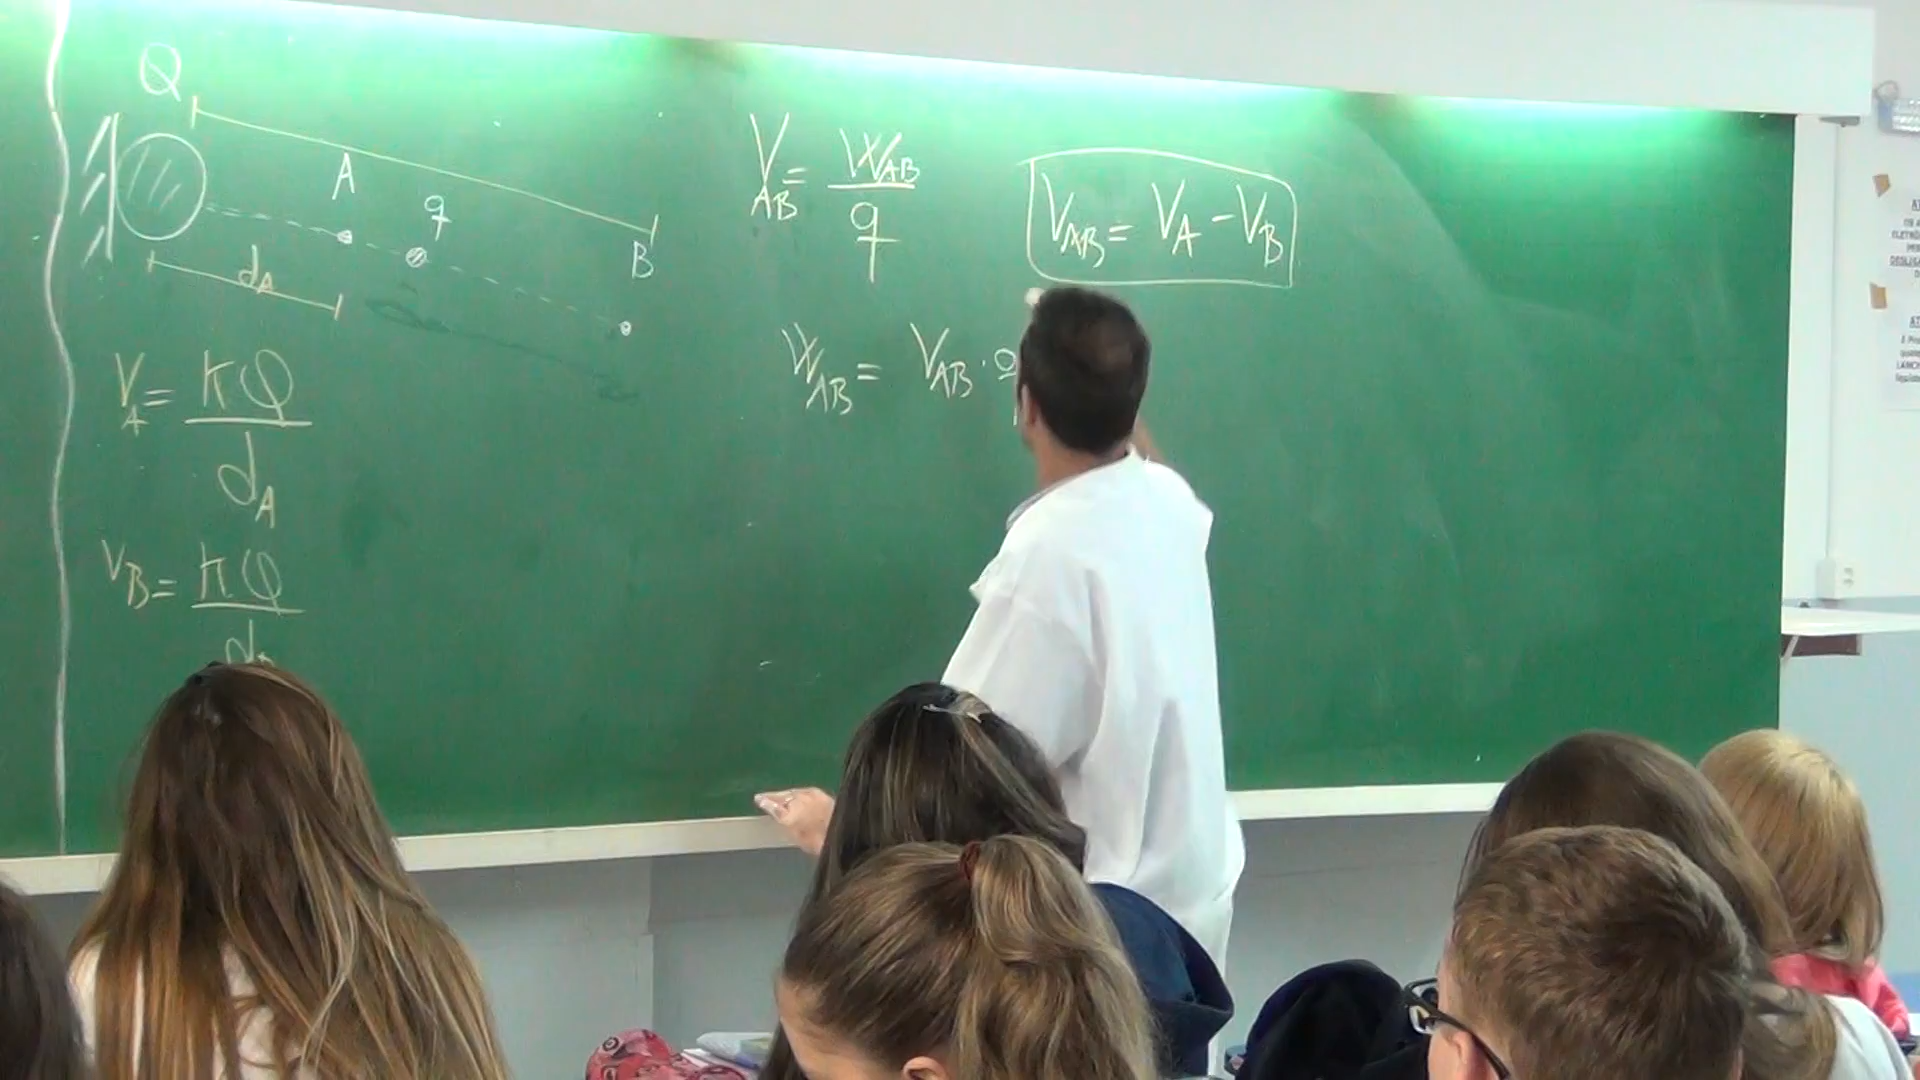 Q
A
q
B
dA
VA = KQ / dA
VB = KQ
VAB = WAB / q
VAB = VA - VB
WAB = VAB · q